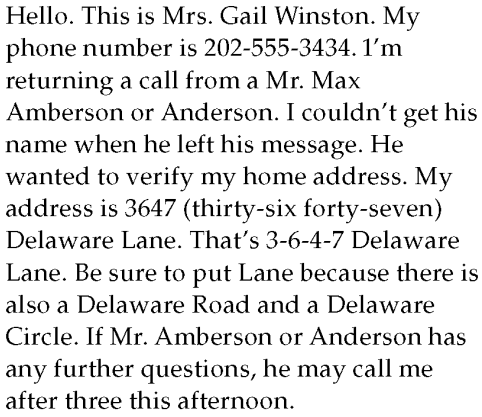 Hello. This is Mrs. Gail Winston. My
phone number is 202-555-3434. 1’m
returning a call from a Mr. Max
Amberson or Anderson. I couldn’t get his
name when he left his message. He
wanted to verify my home address. My
address is 3647 (thirty-six forty-seven)
Delaware Lane. That’s 3-6-4-7 Delaware
Lane. Be sure to put Lane because there is
also a Delaware Road and a Delaware
Circle. If Mr. Amberson or Anderson has
any further questions, he may call me
after three this afternoon.